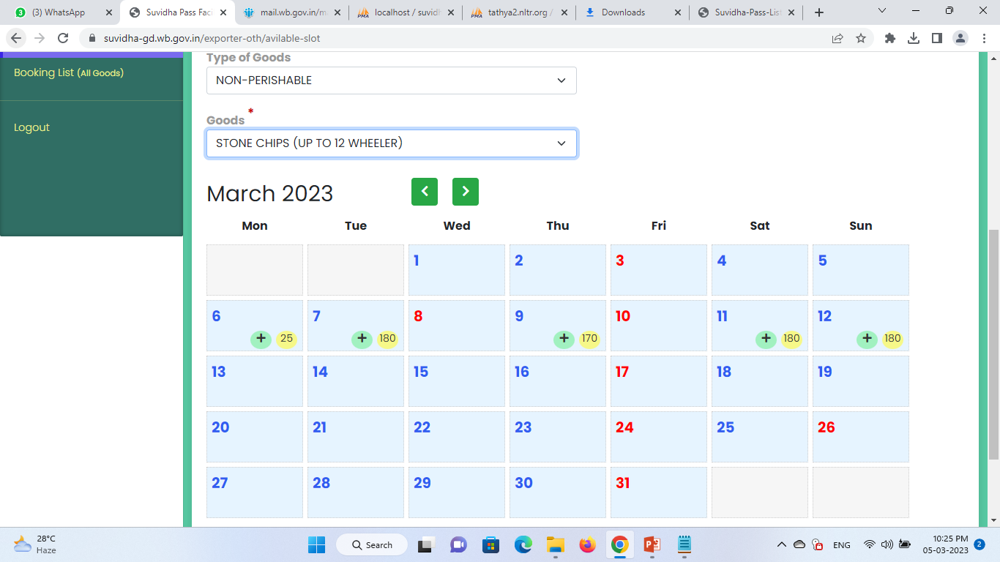 (3) WhatsApp
Suvidha Pass Faci
mail.wb.gov.in/m
localhost / suvidh
tathya2.nltr.org /
Downloads
Suvidha-Pass-List
suvidha-gd.wb.gov.in/exporter-oth/avilable-slot
Booking List (All Goods)
Logout
Type of Goods
NON-PERISHABLE
Goods *
STONE CHIPS (UP TO 12 WHEELER)
March 2023
Mon Tue Wed Thu Fri Sat Sun
1 2 3 4 5
6 7 8 9 10 11 12
+ 25 + 180 + 170 + 180 + 180
13 14 15 16 17 18 19
20 21 22 23 24 25 26
27 28 29 30 31
28°C
Haze
Search
ENG
10:25 PM
05-03-2023
2